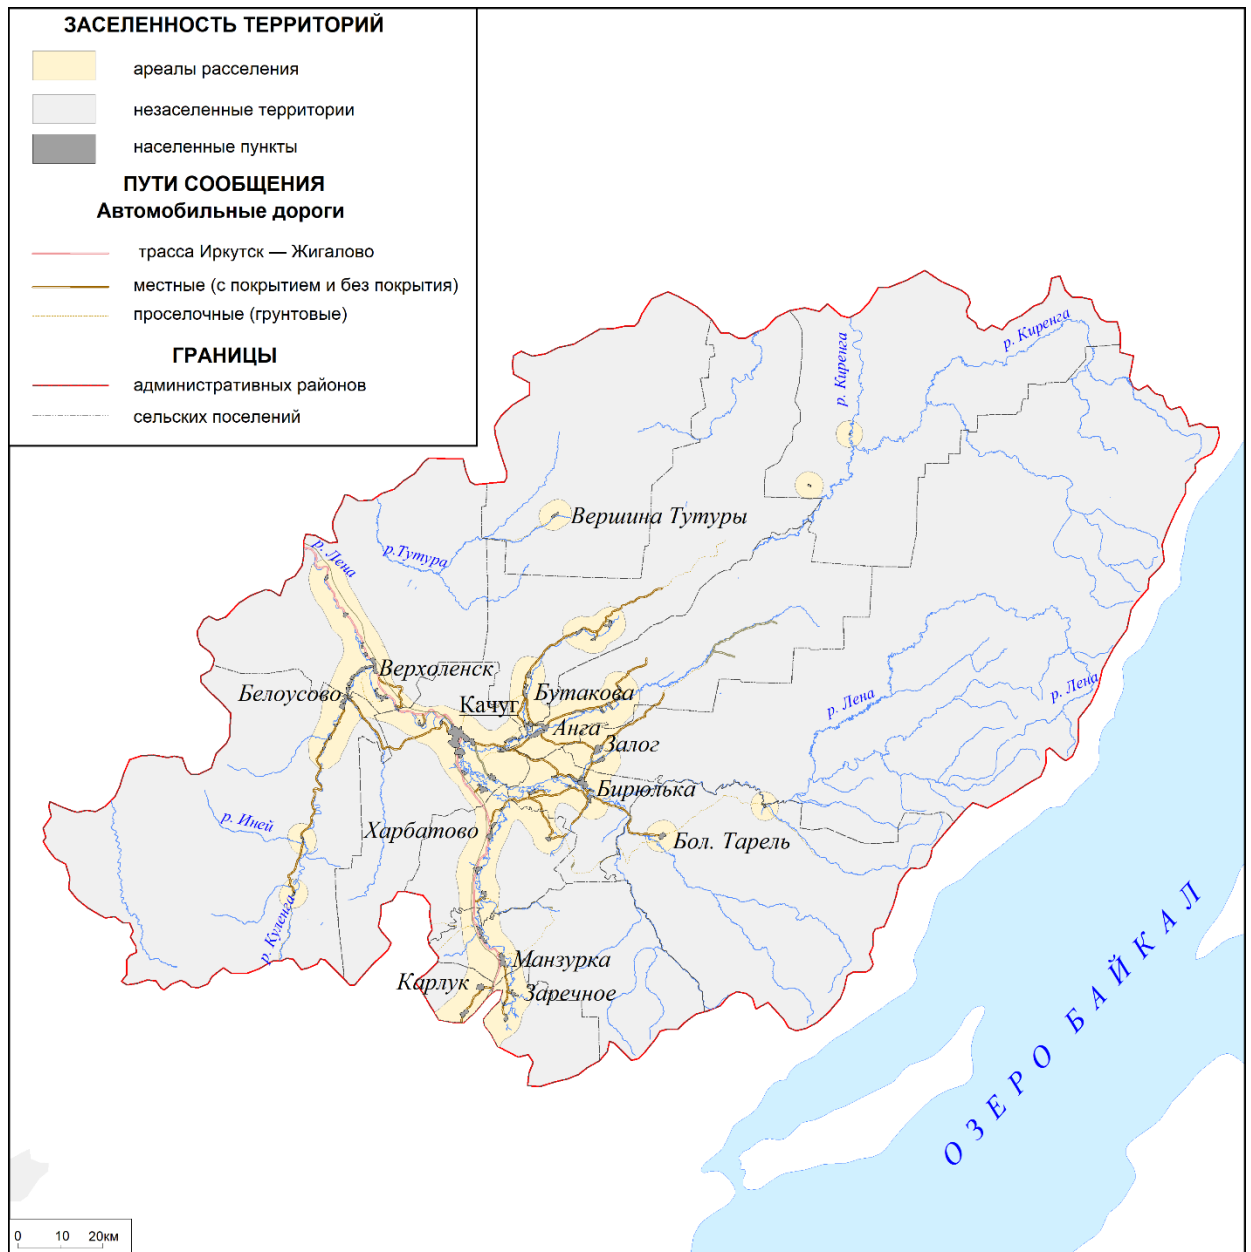 ЗАСЕЛЕННОСТЬ ТЕРРИТОРИЙ
ареалы расселения
незаселенные территории
населенные пункты
ПУТИ СООБЩЕНИЯ
Автомобильные дороги
трасса Иркутск — Жигалово
местные (с покрытием и без покрытия)
проселочные (грунтовые)
ГРАНИЦЫ
административных районов
сельских поселений
р. Киренга
р. Киренга
Вершина Тутуры
р. Лена
р.Тутура
Верхоленск
Белоусово
Качуг
Бутакова
Анга
Залог
р. Лена
р. Лена
Бирюлька
р. Иней
Харбатово
Бол. Тарель
р. Куленга
Манзурка
Карлук
Заречное
ОЗЕРО БАЙКАЛ
0 10 20км